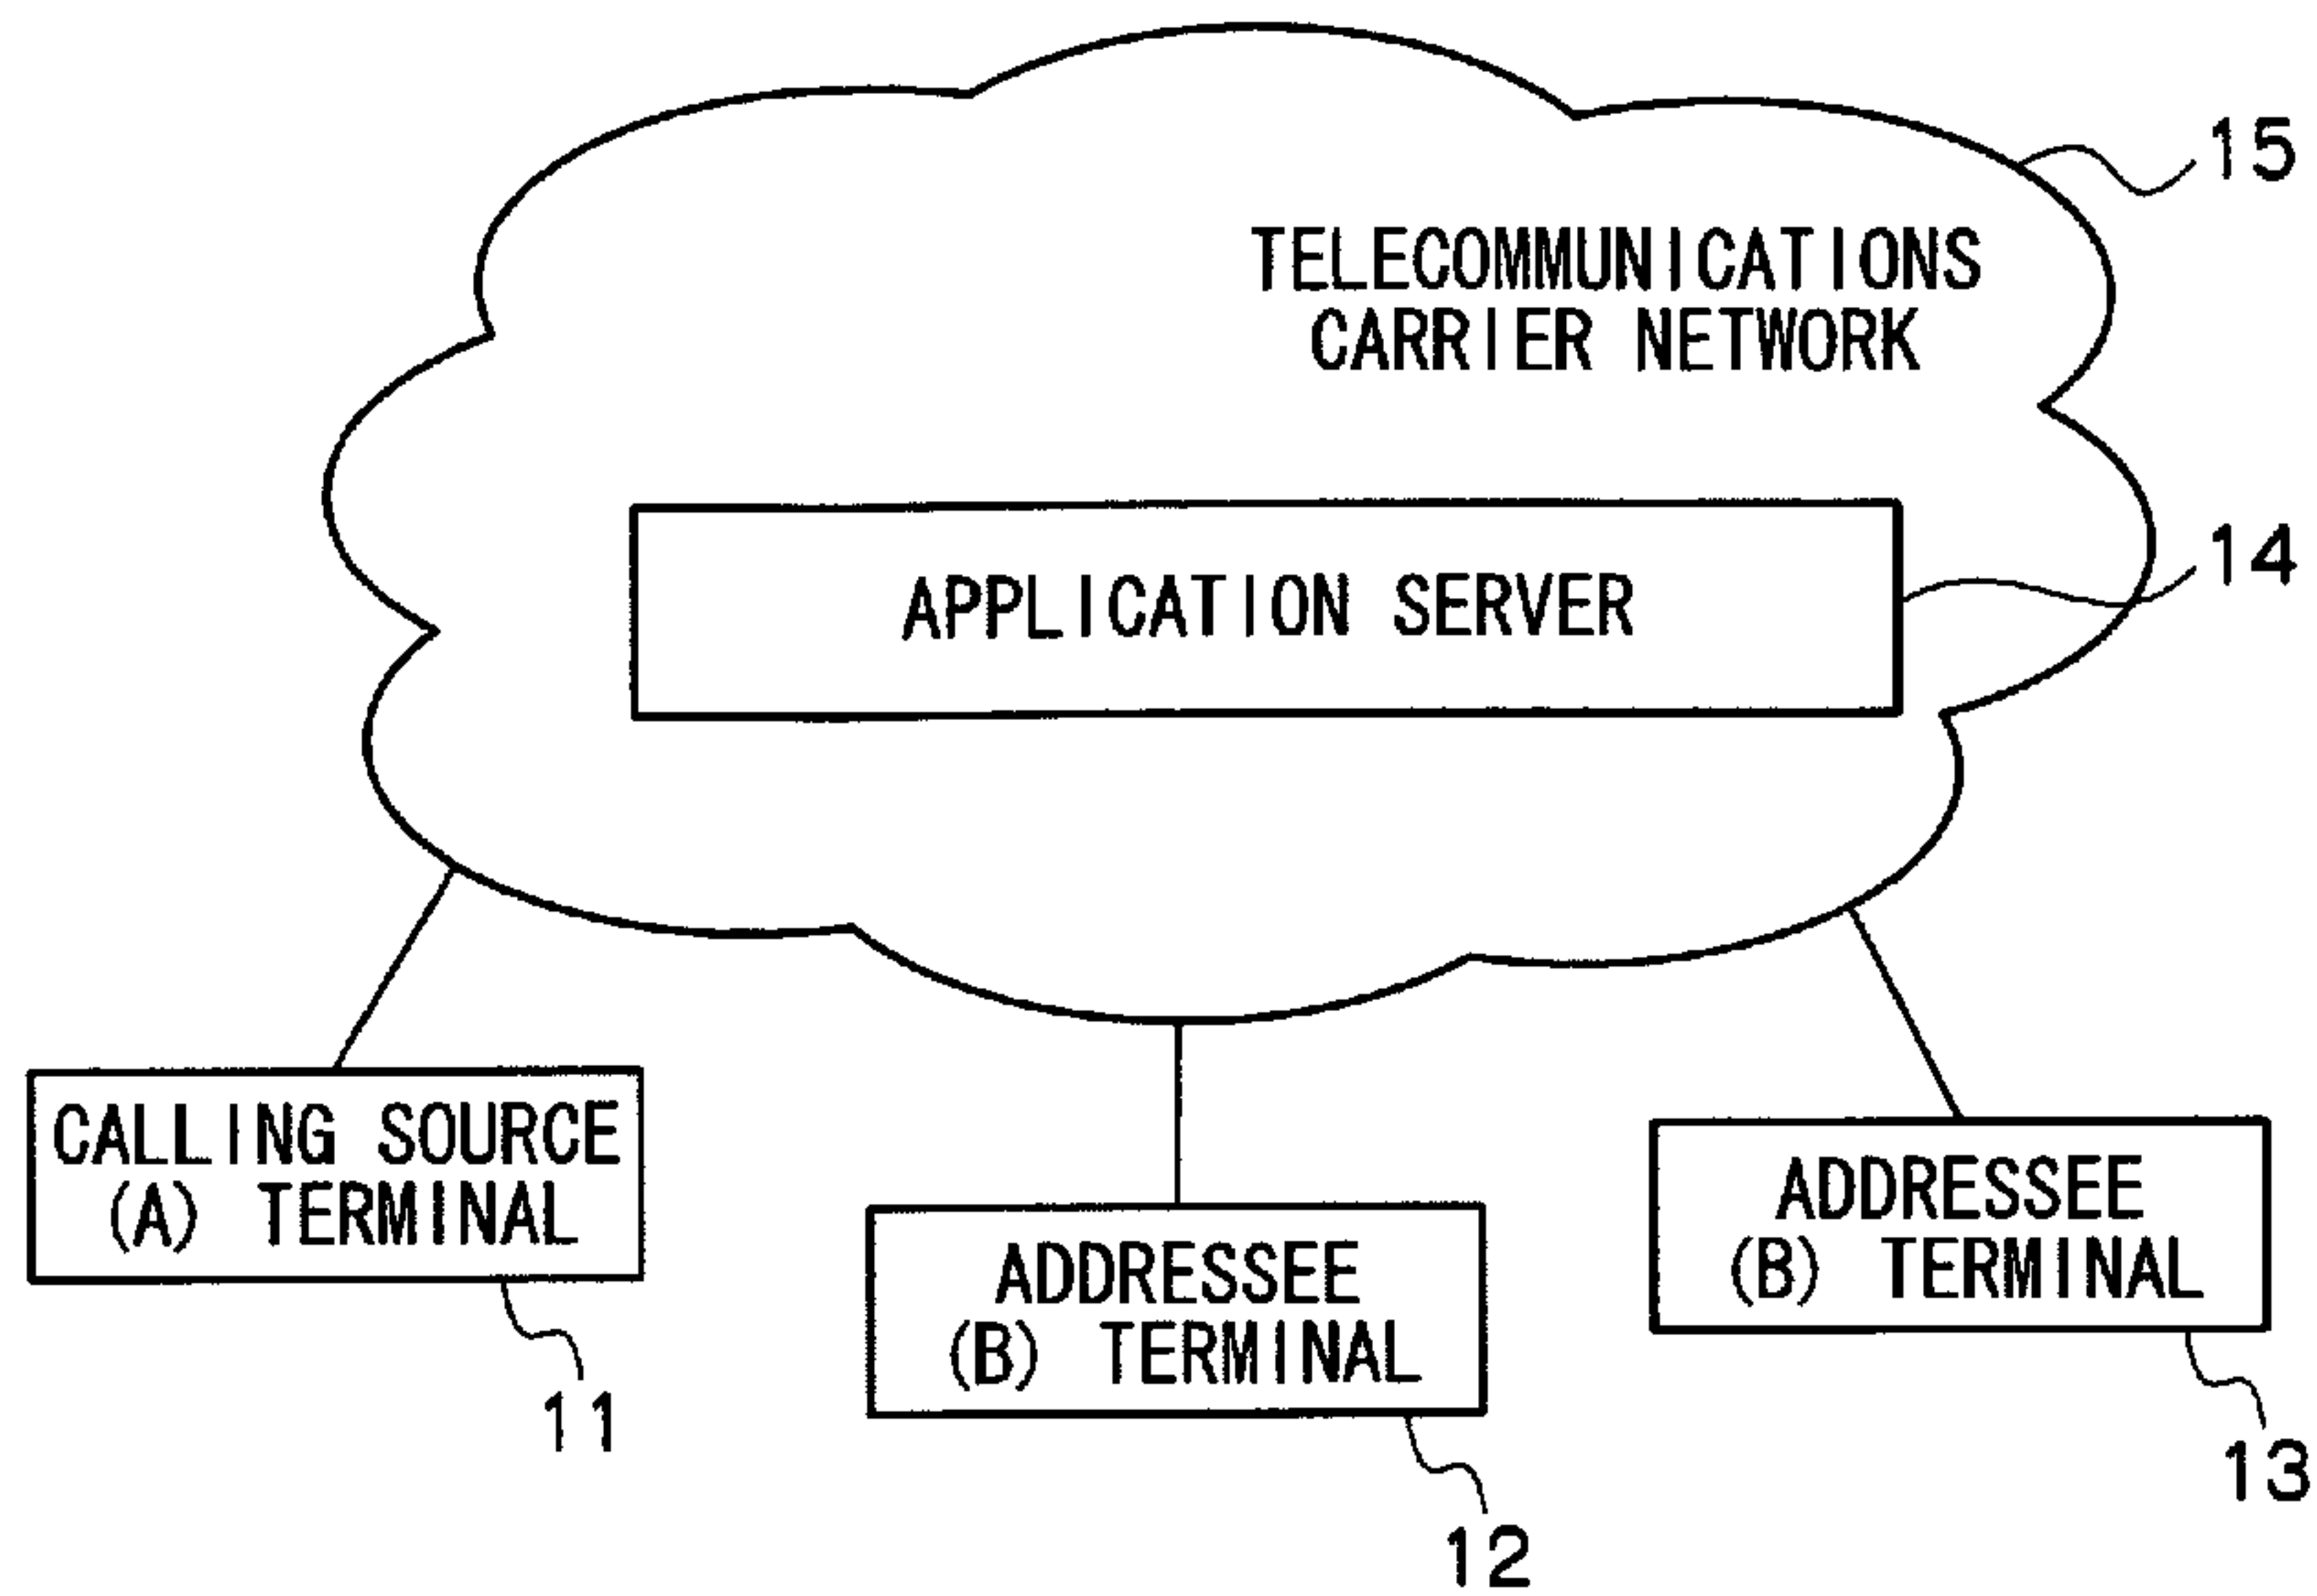 15
TELECOMMUNICATIONS
CARRIER NETWORK
14
APPLICATION SERVER
CALLING SOURCE
(A) TERMINAL
11
ADDRESSEE
(B) TERMINAL
12
ADDRESSEE
(B) TERMINAL
13